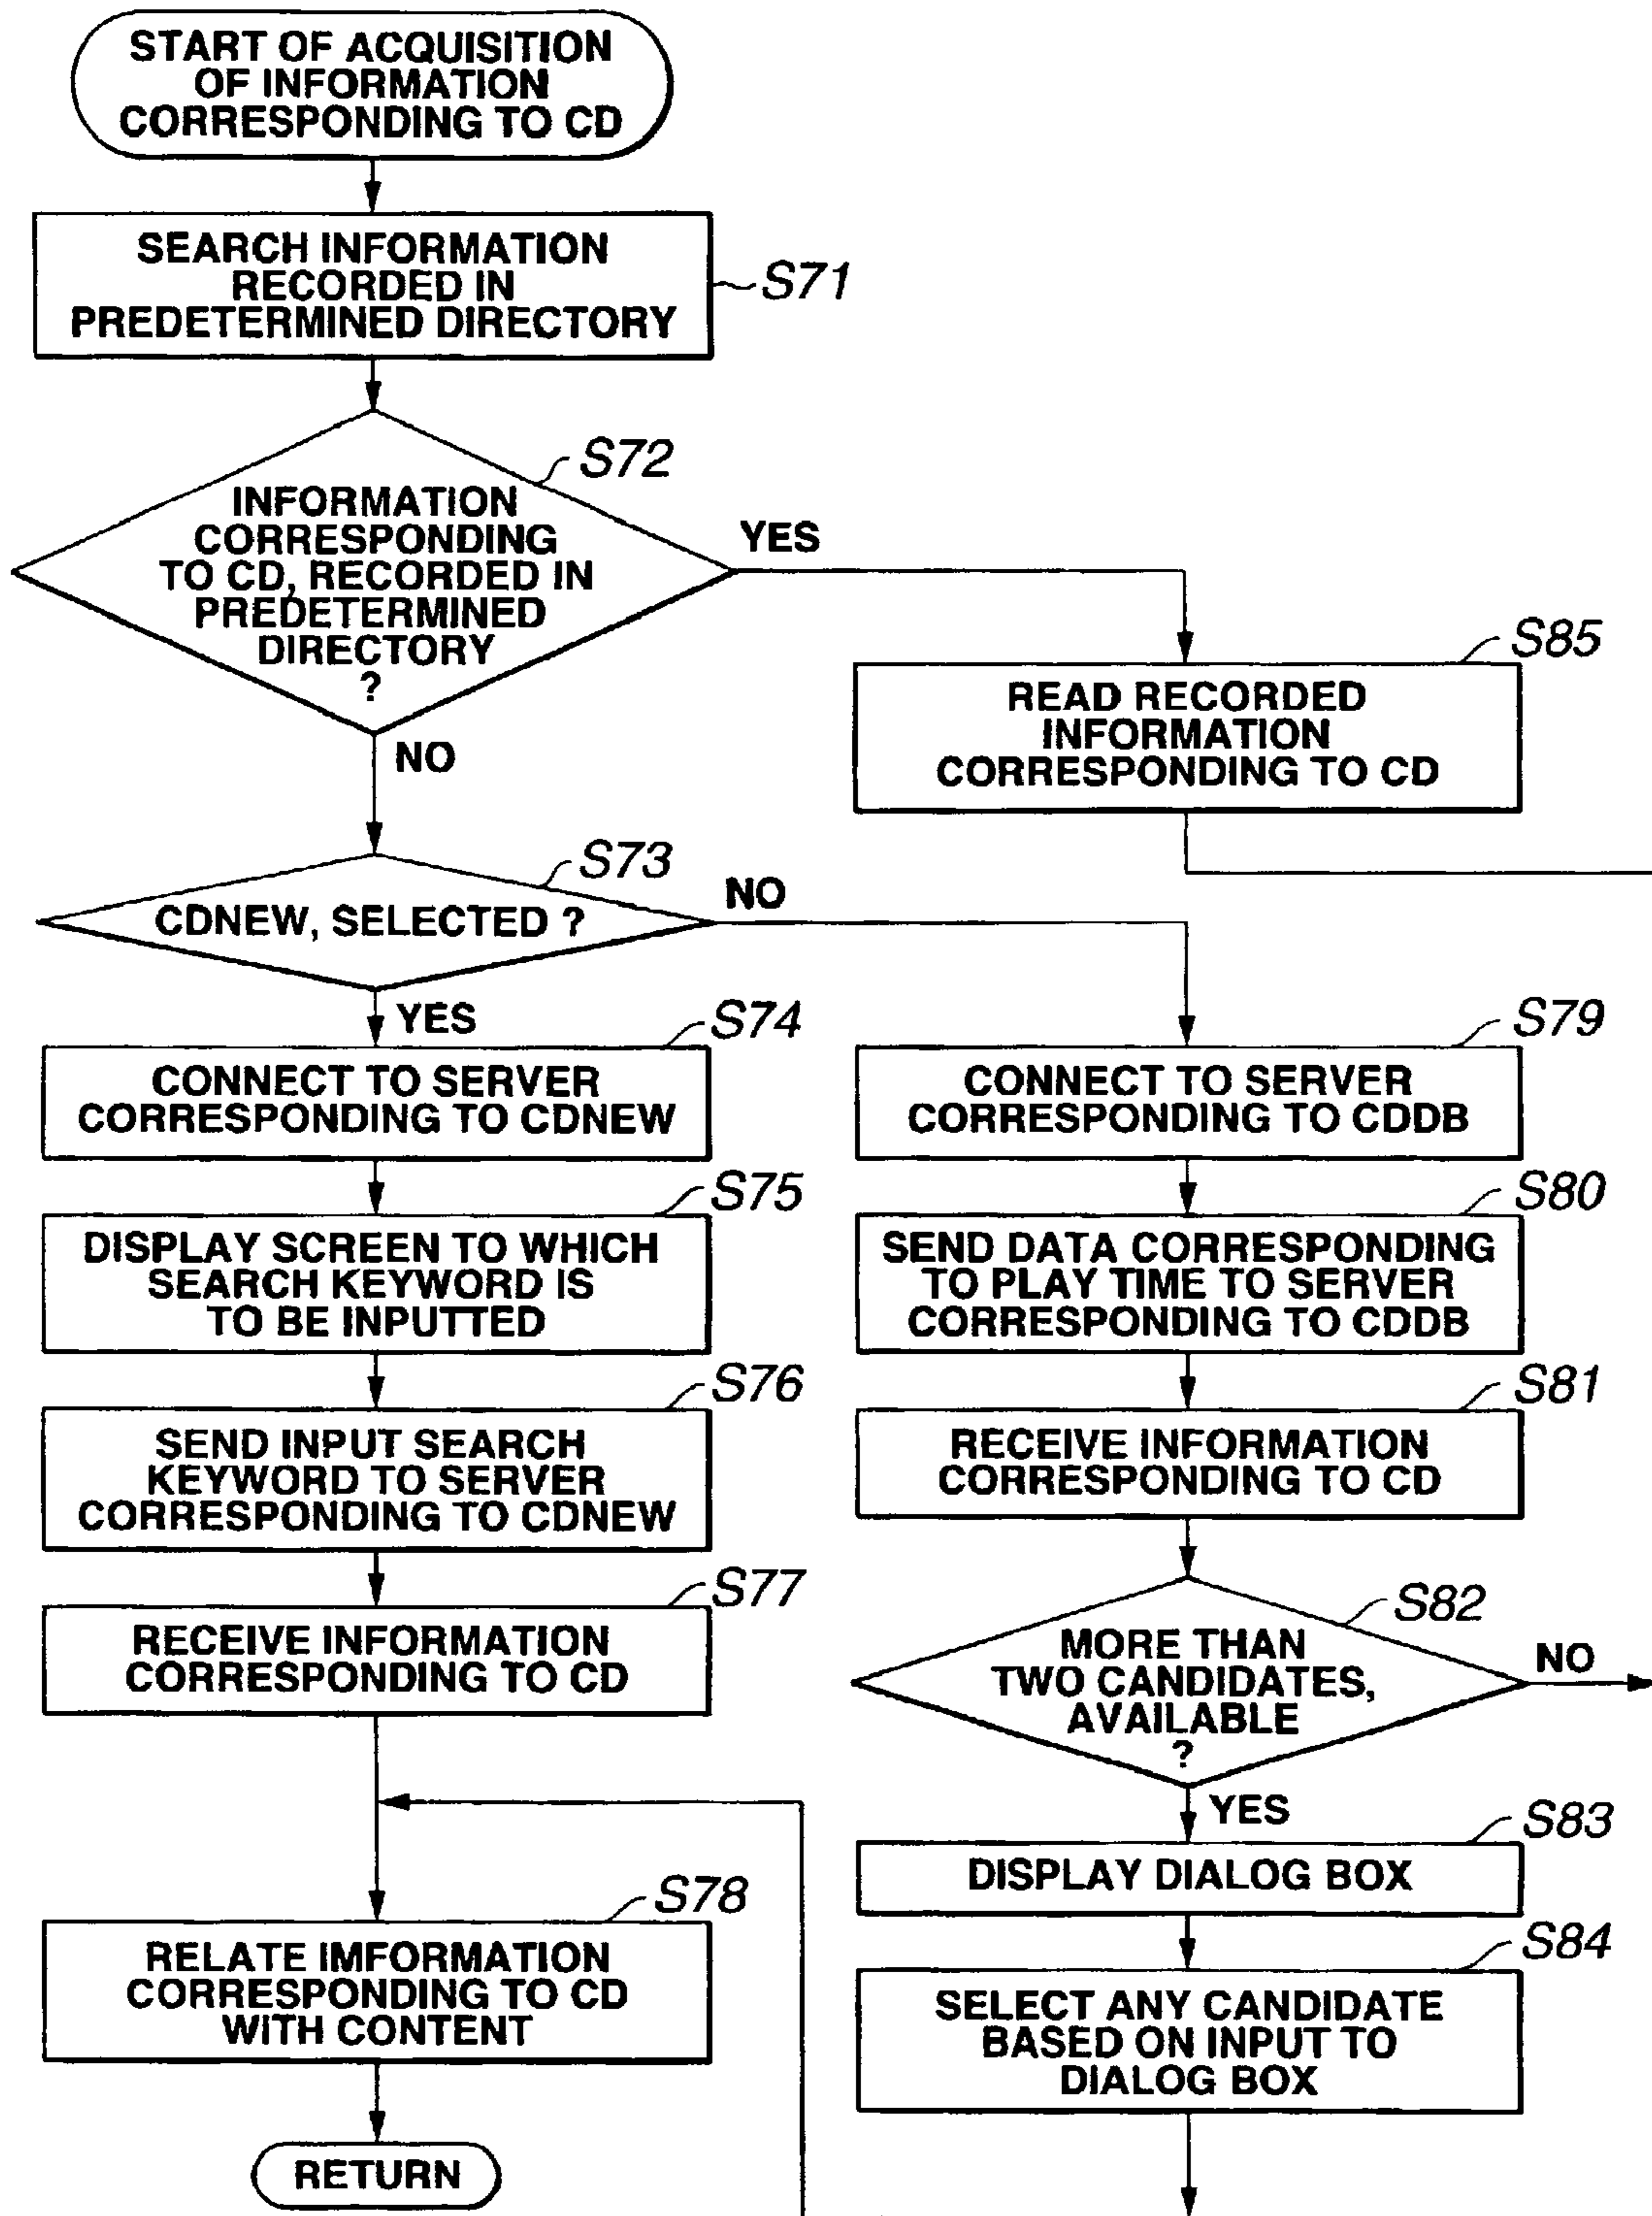 START OF ACQUISITION
OF INFORMATION
CORRESPONDING TO CD
SEARCH INFORMATION
RECORDED IN
PREDETERMINED DIRECTORY
S71
S72
INFORMATION
CORRESPONDING
TO CD, RECORDED IN
PREDETERMINED
DIRECTORY
?
YES
NO
S85
READ RECORDED
INFORMATION
CORRESPONDING TO CD
S73
CDNEW, SELECTED ?
NO
YES
S74
CONNECT TO SERVER
CORRESPONDING TO CDNEW
S75
DISPLAY SCREEN TO WHICH
SEARCH KEYWORD IS
TO BE INPUTTED
S76
SEND INPUT SEARCH
KEYWORD TO SERVER
CORRESPONDING TO CDNEW
S77
RECEIVE INFORMATION
CORRESPONDING TO CD
S78
RELATE IMFORMATION
CORRESPONDING TO CD
WITH CONTENT
RETURN
S79
CONNECT TO SERVER
CORRESPONDING TO CDDB
S80
SEND DATA CORRESPONDING
TO PLAY TIME TO SERVER
CORRESPONDING TO CDDB
S81
RECEIVE INFORMATION
CORRESPONDING TO CD
S82
MORE THAN
TWO CANDIDATES,
AVAILABLE
?
NO
YES
S83
DISPLAY DIALOG BOX
S84
SELECT ANY CANDIDATE
BASED ON INPUT TO
DIALOG BOX